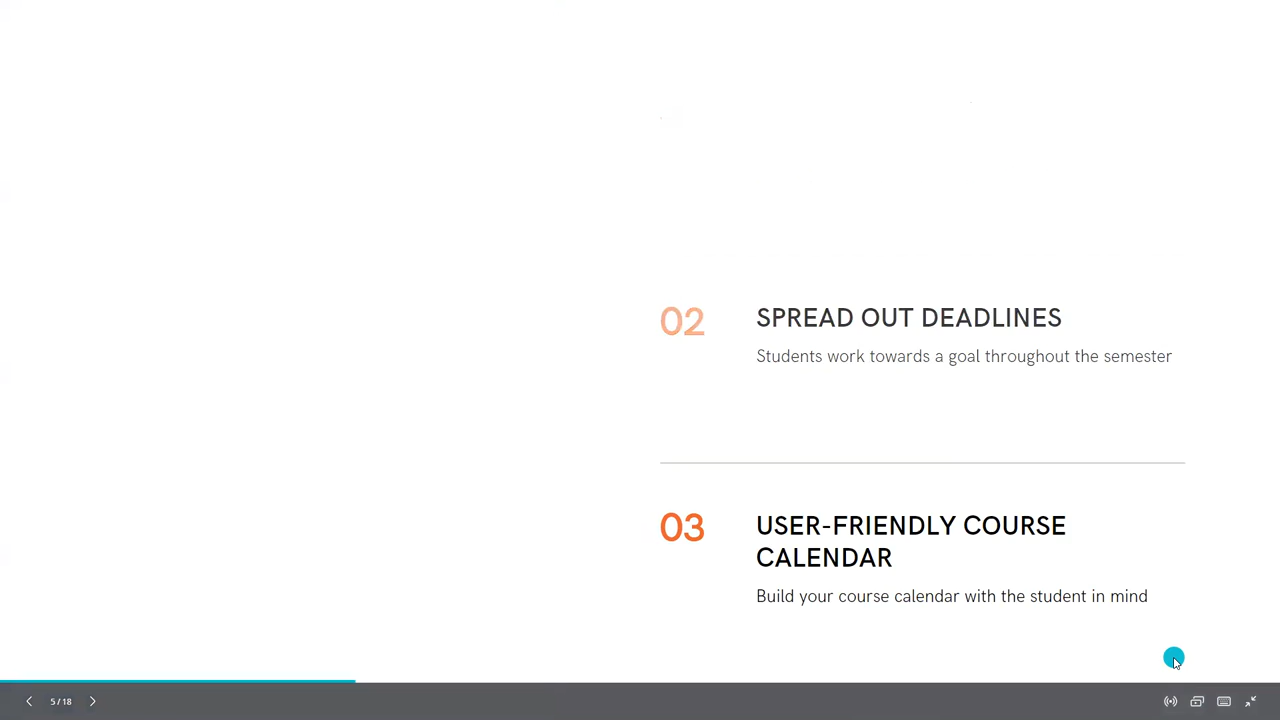 02
SPREAD OUT DEADLINES
Students work towards a goal throughout the semester
03
USER-FRIENDLY COURSE
CALENDAR
Build your course calendar with the student in mind
5 / 18